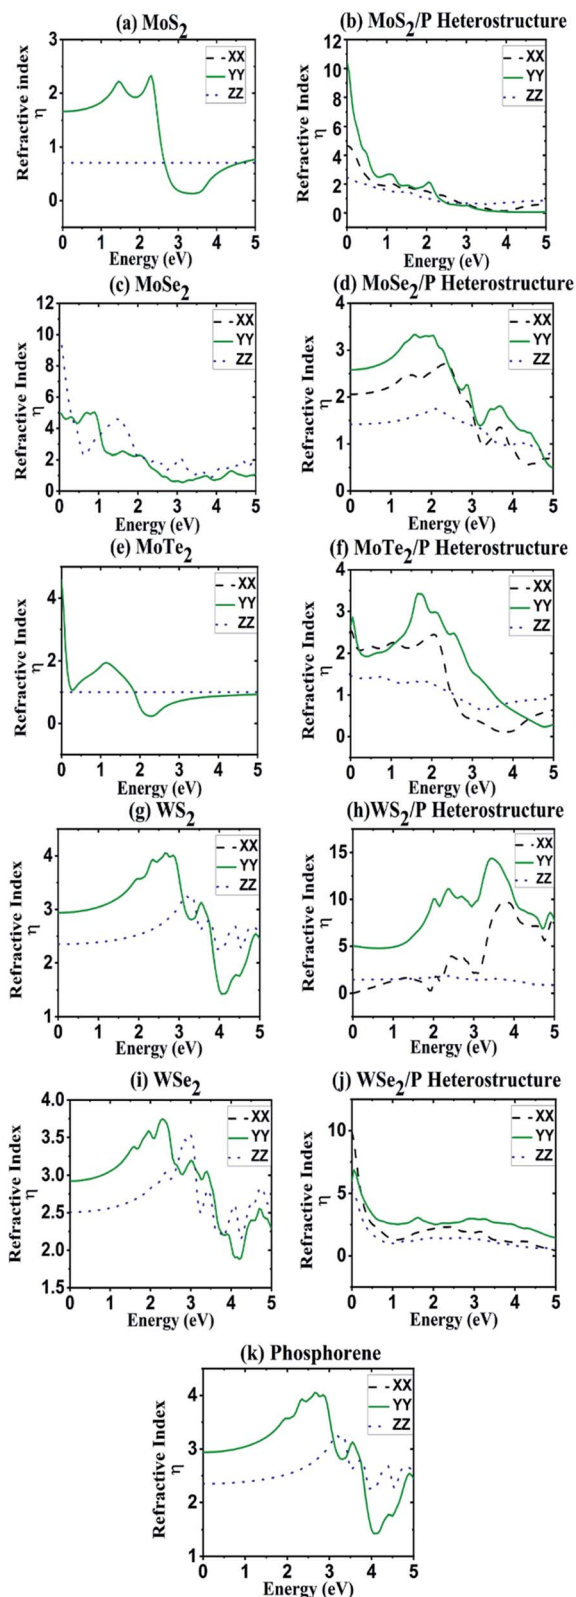 (a) MoS2
Refractive index
η
3
2
1
0
XX
YY
ZZ
0 1 2 3 4 5
Energy (eV)
(b) MoS2/P Heterostructure
Refractive Index
η
12
10
8
6
4
2
0
XX
YY
ZZ
0 1 2 3 4 5
Energy (eV)
(c) MoSe2
Refractive Index
η
12
10
8
6
4
2
0
XX
YY
ZZ
0 1 2 3 4 5
Energy (eV)
(d) MoSe2/P Heterostructure
Refractive Index
η
4
3
2
1
0
XX
YY
ZZ
0 1 2 3 4 5
Energy (eV)
(e) MoTe2
Refractive Index
η
4
2
0
XX
YY
ZZ
0 1 2 3 4 5
Energy (eV)
(f) MoTe2/P Heterostructure
Refractive Index
η
4
3
2
1
0
XX
YY
ZZ
0 1 2 3 4 5
Energy (eV)
(g) WS2
Refractive Index
η
4
3
2
1
XX
YY
ZZ
0 1 2 3 4 5
Energy (eV)
(h)WS2/P Heterostructure
Refractive Index
η
15
10
5
0
XX
YY
ZZ
0 1 2 3 4 5
Energy (eV)
(i) WSe2
Refractive Index
η
4.0
3.5
3.0
2.5
2.0
1.5
XX
YY
ZZ
0 1 2 3 4 5
Energy (eV)
(j) WSe2/P Heterostructure
Refractive Index
η
10
5
0
XX
YY
ZZ
0 1 2 3 4 5
Energy (eV)
(k) Phosphorene
Refractive Index
η
4
3
2
1
XX
YY
ZZ
0 1 2 3 4 5
Energy (eV)